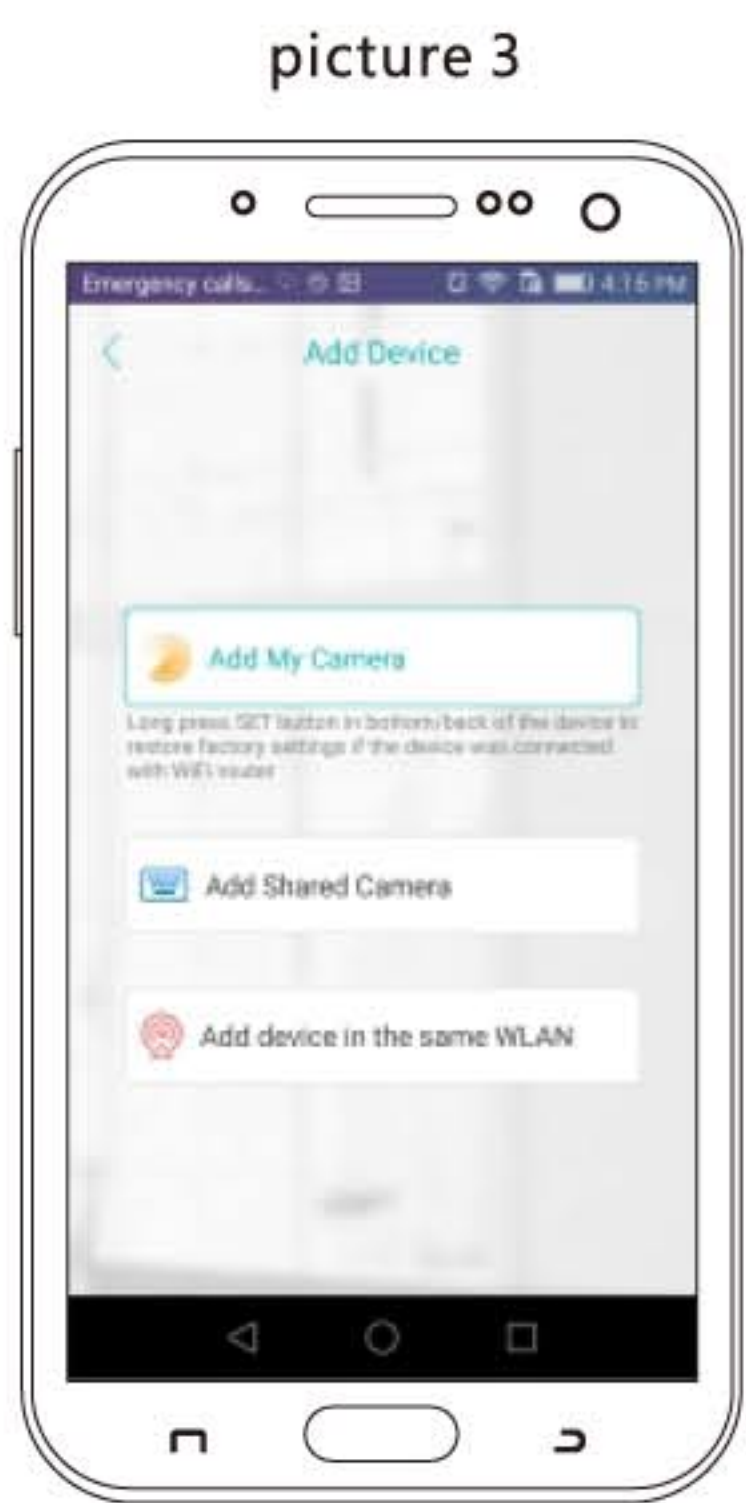 picture 3
Emergency calls... 4:15 PM
Add Device
Add My Camera
Long press SET button in bottom/back of the device to
restore factory settings if the device was connected
with WiFi router
Add Shared Camera
Add device in the same WLAN